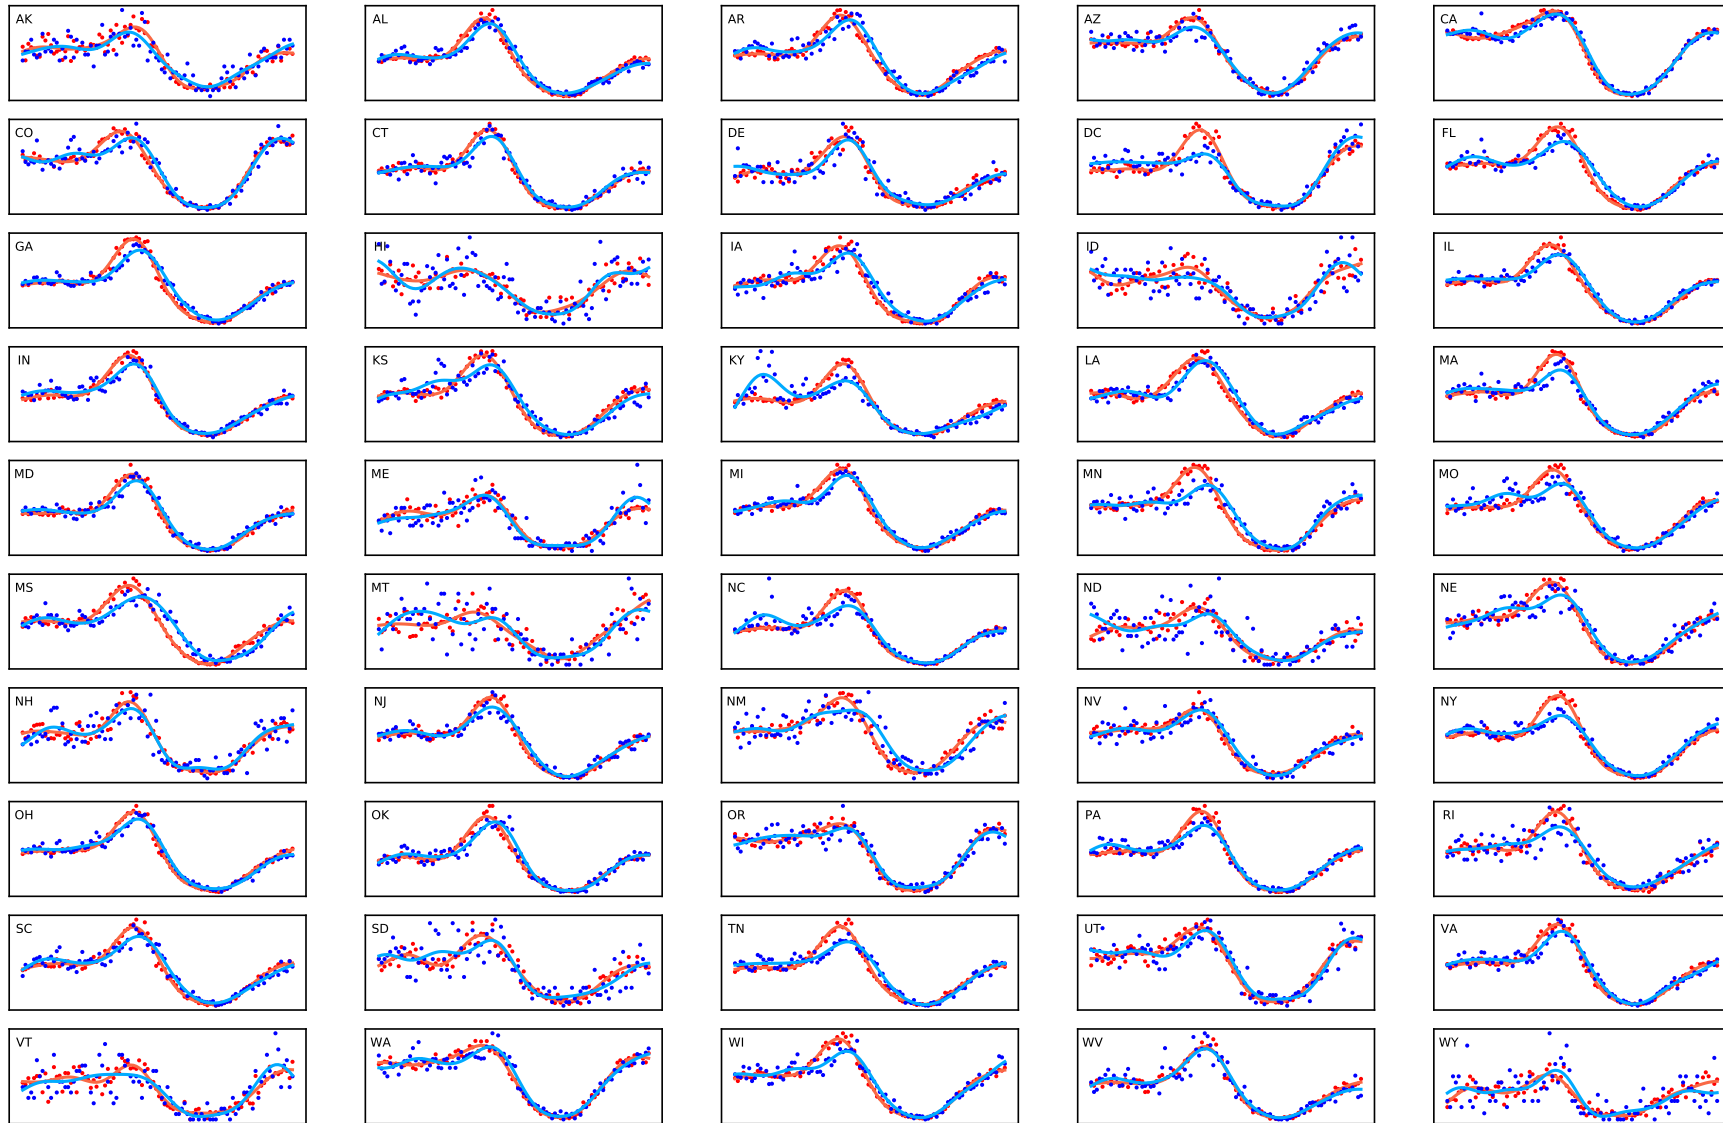 AK AL AR AZ CA
CO CT DE DC FL
GA HI IA ID IL
IN KS KY LA MA
MD ME MI MN MO
MS MT NC ND NE
NH NJ NM NV NY
OH OK OR PA RI
SC SD TN UT VA
VT WA WI WV WY